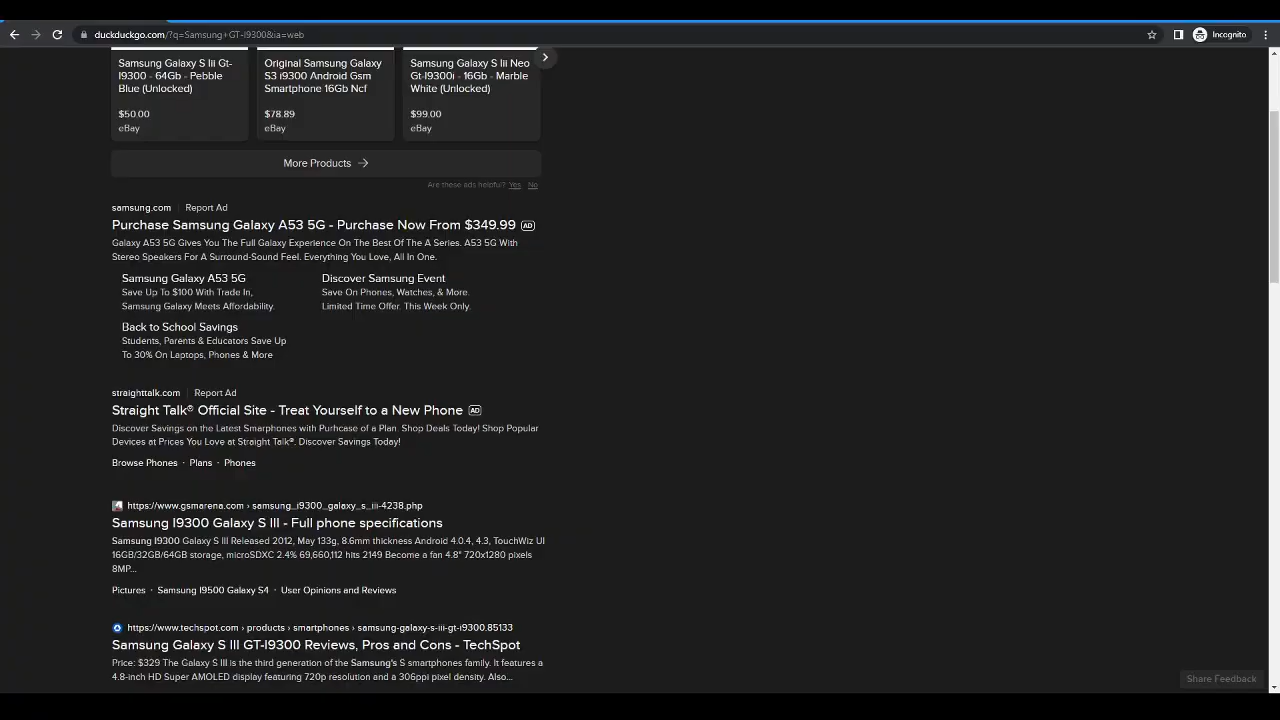 duckduckgo.com/?q=Samsung+GT-I9300&ia=web
Incognito
Samsung Galaxy S Iii Gt-
I9300 - 64Gb - Pebble
Blue (Unlocked)
$50.00
eBay
Original Samsung Galaxy
S3 i9300 Android Gsm
Smartphone 16Gb Ncf
$78.89
eBay
Samsung Galaxy S Iii Neo
Gt-I9300i - 16Gb - Marble
White (Unlocked)
$99.00
eBay
More Products →
Are these ads helpful? Yes No
samsung.com Report Ad
Purchase Samsung Galaxy A53 5G - Purchase Now From $349.99 AD
Galaxy A53 5G Gives You The Full Galaxy Experience On The Best Of The A Series. A53 5G With
Stereo Speakers For A Surround-Sound Feel. Everything You Love, All In One.
Samsung Galaxy A53 5G
Save Up To $100 With Trade In,
Samsung Galaxy Meets Affordability.
Discover Samsung Event
Save On Phones, Watches, & More.
Limited Time Offer. This Week Only.
Back to School Savings
Students, Parents & Educators Save Up
To 30% On Laptops, Phones & More
straighttalk.com Report Ad
Straight Talk® Official Site - Treat Yourself to a New Phone AD
Discover Savings on the Latest Smarphones with Purhcase of a Plan. Shop Deals Today! Shop Popular
Devices at Prices You Love at Straight Talk®. Discover Savings Today!
Browse Phones · Plans · Phones
https://www.gsmarena.com › samsung_i9300_galaxy_s_iii-4238.php
Samsung I9300 Galaxy S III - Full phone specifications
Samsung I9300 Galaxy S III Released 2012, May 133g, 8.6mm thickness Android 4.0.4, 4.3, TouchWiz UI
16GB/32GB/64GB storage, microSDXC 2.4% 69,660,112 hits 2149 Become a fan 4.8" 720x1280 pixels
8MP...
Pictures · Samsung I9500 Galaxy S4 · User Opinions and Reviews
https://www.techspot.com › products › smartphones › samsung-galaxy-s-iii-gt-i9300.85133
Samsung Galaxy S III GT-I9300 Reviews, Pros and Cons - TechSpot
Price: $329 The Galaxy S III is the third generation of the Samsung's S smartphones family. It features a
4.8-inch HD Super AMOLED display featuring 720p resolution and a 306ppi pixel density. Also...
Share Feedback